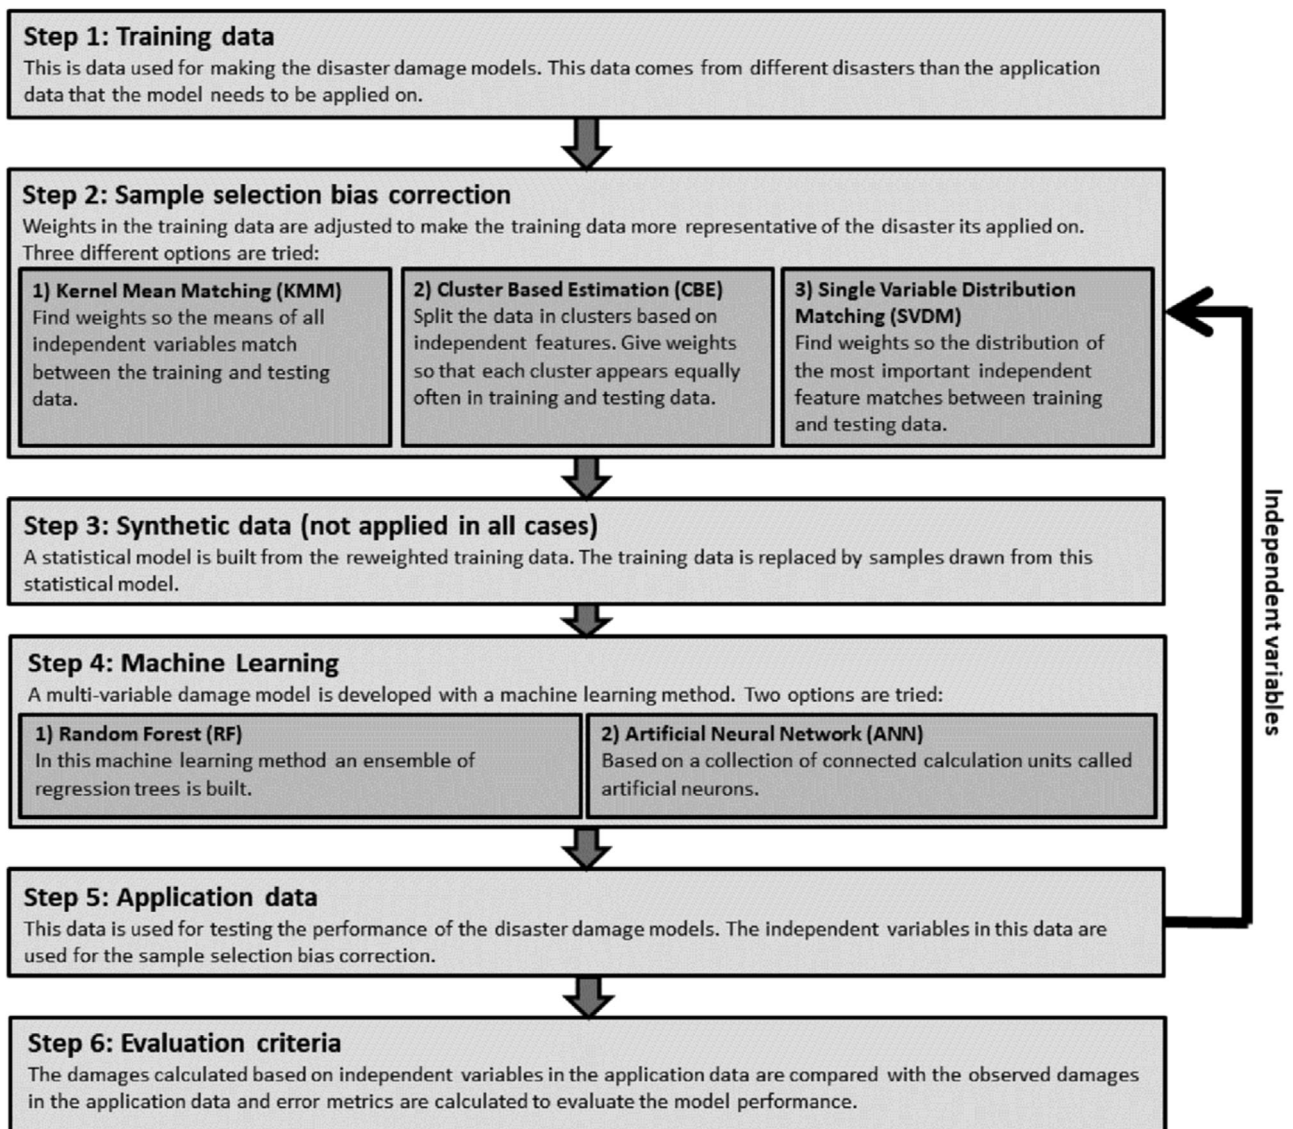 Step 1: Training data
This is data used for making the disaster damage models. This data comes from different disasters than the application
data that the model needs to be applied on.
Step 2: Sample selection bias correction
Weights in the training data are adjusted to make the training data more representative of the disaster its applied on.
Three different options are tried:
1) Kernel Mean Matching (KMM)
Find weights so the means of all
independent variables match
between the training and testing
data.
2) Cluster Based Estimation (CBE)
Split the data in clusters based on
independent features. Give weights
so that each cluster appears equally
often in training and testing data.
3) Single Variable Distribution
Matching (SVDM)
Find weights so the distribution of
the most important independent
feature matches between training
and testing data.
Step 3: Synthetic data (not applied in all cases)
A statistical model is built from the reweighted training data. The training data is replaced by samples drawn from this
statistical model.
Step 4: Machine Learning
A multi-variable damage model is developed with a machine learning method. Two options are tried:
1) Random Forest (RF)
In this machine learning method an ensemble of
regression trees is built.
2) Artificial Neural Network (ANN)
Based on a collection of connected calculation units called
artificial neurons.
Step 5: Application data
This data is used for testing the performance of the disaster damage models. The independent variables in this data are
used for the sample selection bias correction.
Step 6: Evaluation criteria
The damages calculated based on independent variables in the application data are compared with the observed damages
in the application data and error metrics are calculated to evaluate the model performance.
Independent variables